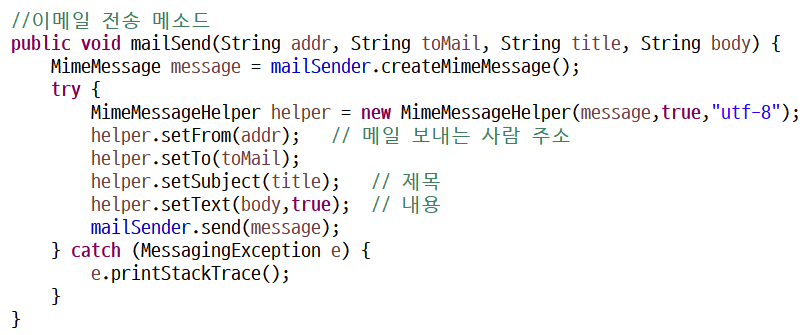 //이메일 전송 메소드
public void mailSend(String addr, String toMail, String title, String body) {
    MimeMessage message = mailSender.createMimeMessage();
    try {
        MimeMessageHelper helper = new MimeMessageHelper(message,true,"utf-8");
        helper.setFrom(addr);   // 메일 보내는 사람 주소
        helper.setTo(toMail);
        helper.setSubject(title);   // 제목
        helper.setText(body,true);  // 내용
        mailSender.send(message);
    } catch (MessagingException e) {
        e.printStackTrace();
    }
}